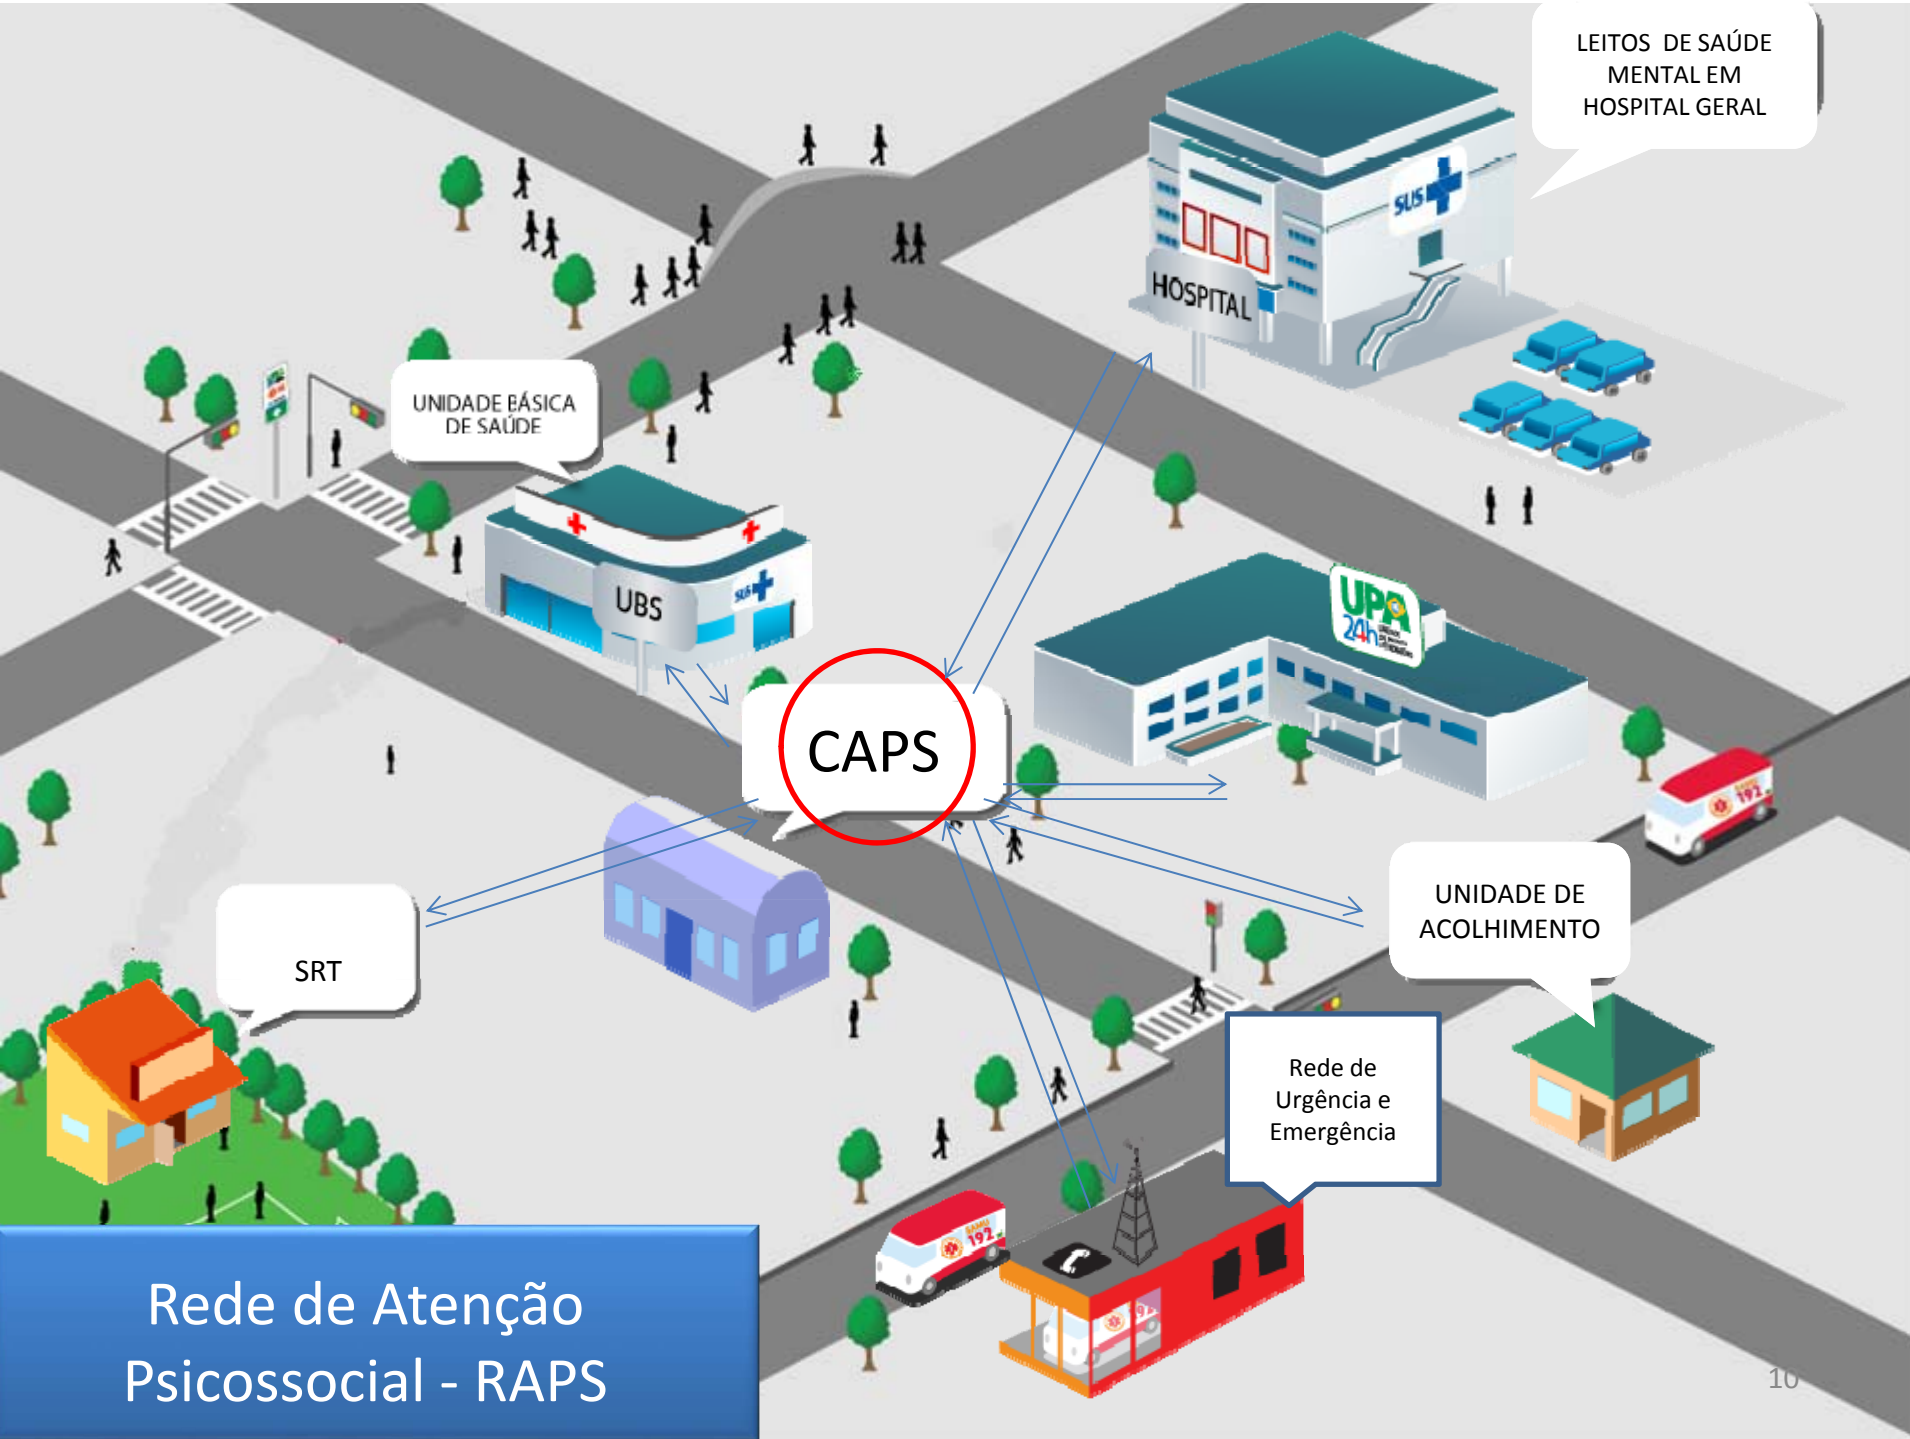 LEITOS DE SAÚDE
MENTAL EM
HOSPITAL GERAL
SUS
HOSPITAL
UNIDADE BÁSICA
DE SAÚDE
UBS
SUS
UPA
24h
CAPS
192
SRT
UNIDADE DE
ACOLHIMENTO
Rede de
Urgência e
Emergência
SAMU
192
Rede de Atenção
Psicossocial - RAPS
10